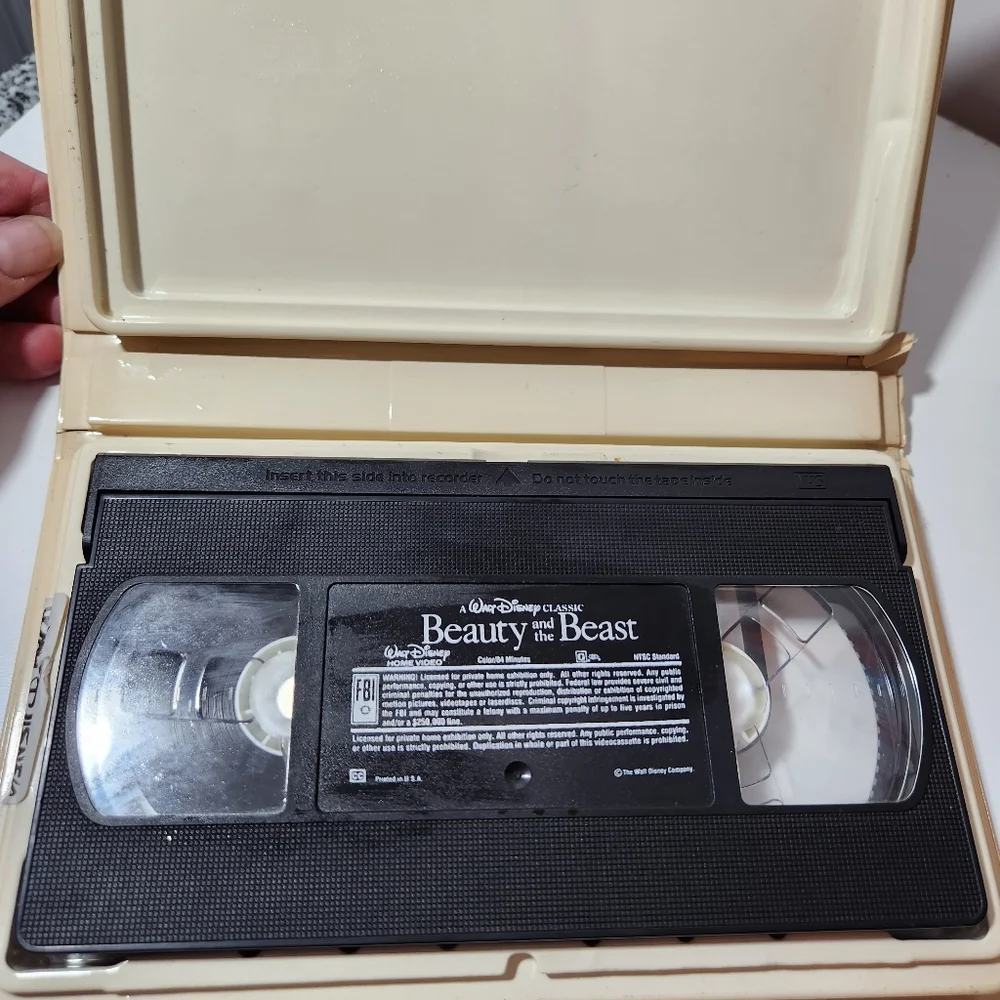 Insert this side into recorder Do not touch the tape inside VHS
A WALT DISNEY CLASSIC
Beauty and the Beast
WALT DISNEY
HOME VIDEO
Color/84 Minutes
NTSC Standard
FBI
WARNING! Licensed for private home exhibition only. All other rights reserved. Any public
performance, copying, or other use is strictly prohibited. Federal law provides severe civil and
criminal penalties for the unauthorized reproduction, distribution or exhibition of copyrighted
motion pictures, videotapes or laserdiscs. Criminal copyright infringement is investigated by
the FBI and may constitute a felony with a maximum penalty of up to five years in prison
and/or a $250,000 fine.
Licensed for private home exhibition only. All other rights reserved. Any public performance, copying,
or other use is strictly prohibited. Duplication in whole or part of this videocassette is prohibited.
CC Printed in U.S.A.
© The Walt Disney Company.